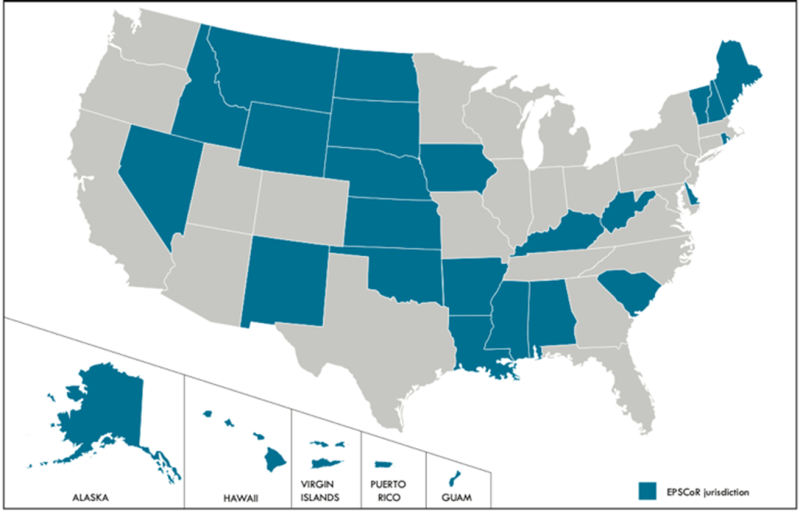 ALASKA
HAWAII
VIRGIN
ISLANDS
PUERTO
RICO
GUAM
EPSCoR jurisdiction